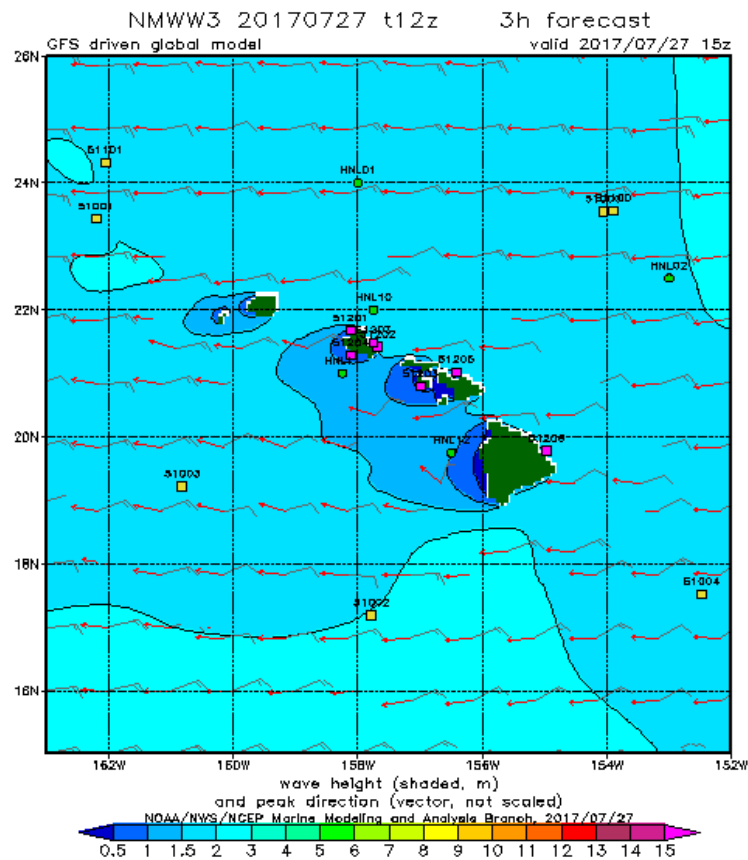 NMWW3 20170727 t12z 3h forecast
GFS driven global model valid 2017/07/27 15z
26N
51101
HNL01
24N
51001
51100
HNL02
HNL10
22N
51201
51202
51205
HNL12
51206
20N
51003
18N
51004
51002
16N
162W 160W 158W 156W 154W 152W
wave height (shaded, m)
and peak direction (vector, not scaled)
NOAA/NWS/NCEP Marine Modeling and Analysis Branch, 2017/07/27
0.5 1 1.5 2 3 4 5 6 9 10 11 12 13 14 15